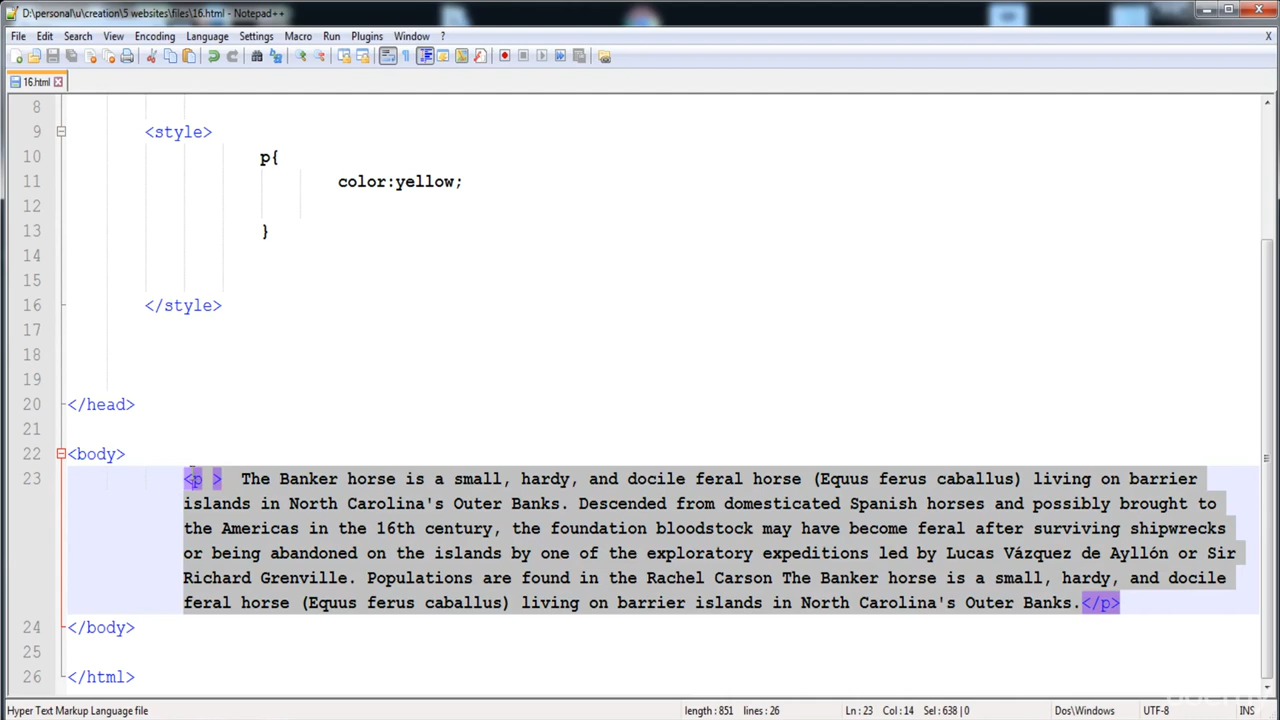 D:\personal\u\creation\5 websites\files\16.html - Notepad++
File Edit Search View Encoding Language Settings Macro Run Plugins Window ? X
16.html
8
9 <style>
10 p{
11 color:yellow;
12
13 }
14
15
16 </style>
17
18
19
20 </head>
21
22 <body>
23 <p > The Banker horse is a small, hardy, and docile feral horse (Equus ferus caballus) living on barrier
islands in North Carolina's Outer Banks. Descended from domesticated Spanish horses and possibly brought to
the Americas in the 16th century, the foundation bloodstock may have become feral after surviving shipwrecks
or being abandoned on the islands by one of the exploratory expeditions led by Lucas Vázquez de Ayllón or Sir
Richard Grenville. Populations are found in the Rachel Carson The Banker horse is a small, hardy, and docile
feral horse (Equus ferus caballus) living on barrier islands in North Carolina's Outer Banks.</p>
24 </body>
25
26 </html>
Hyper Text Markup Language file length : 851 lines : 26 Ln : 23 Col : 14 Sel : 638 | 0 Dos\Windows UTF-8 INS